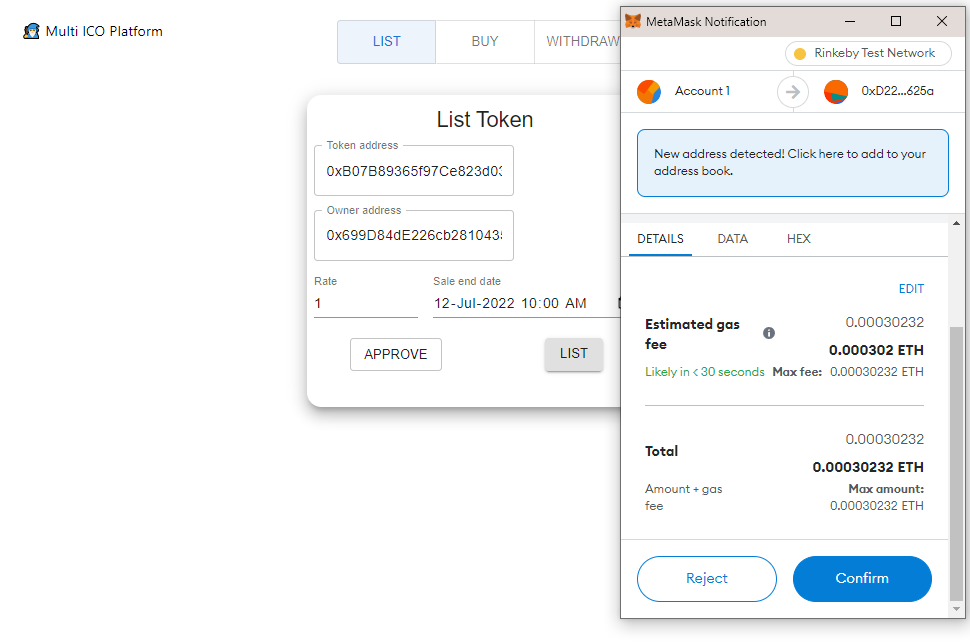 Multi ICO Platform
LIST
BUY
WITHDRAW
List Token
Token address
0xB07B89365f97Ce823d03
Owner address
0x699D84dE226cb281043
Rate
Sale end date
1
12-Jul-2022 10:00 AM
APPROVE
LIST
MetaMask Notification
Rinkeby Test Network
Account 1
0xD22...625a
New address detected! Click here to add to your
address book.
DETAILS
DATA
HEX
EDIT
Estimated gas
fee
0.00030232
0.000302 ETH
Likely in < 30 seconds
Max fee: 0.00030232 ETH
0.00030232
Total
0.00030232 ETH
Amount + gas
fee
Max amount:
0.00030232 ETH
Reject
Confirm